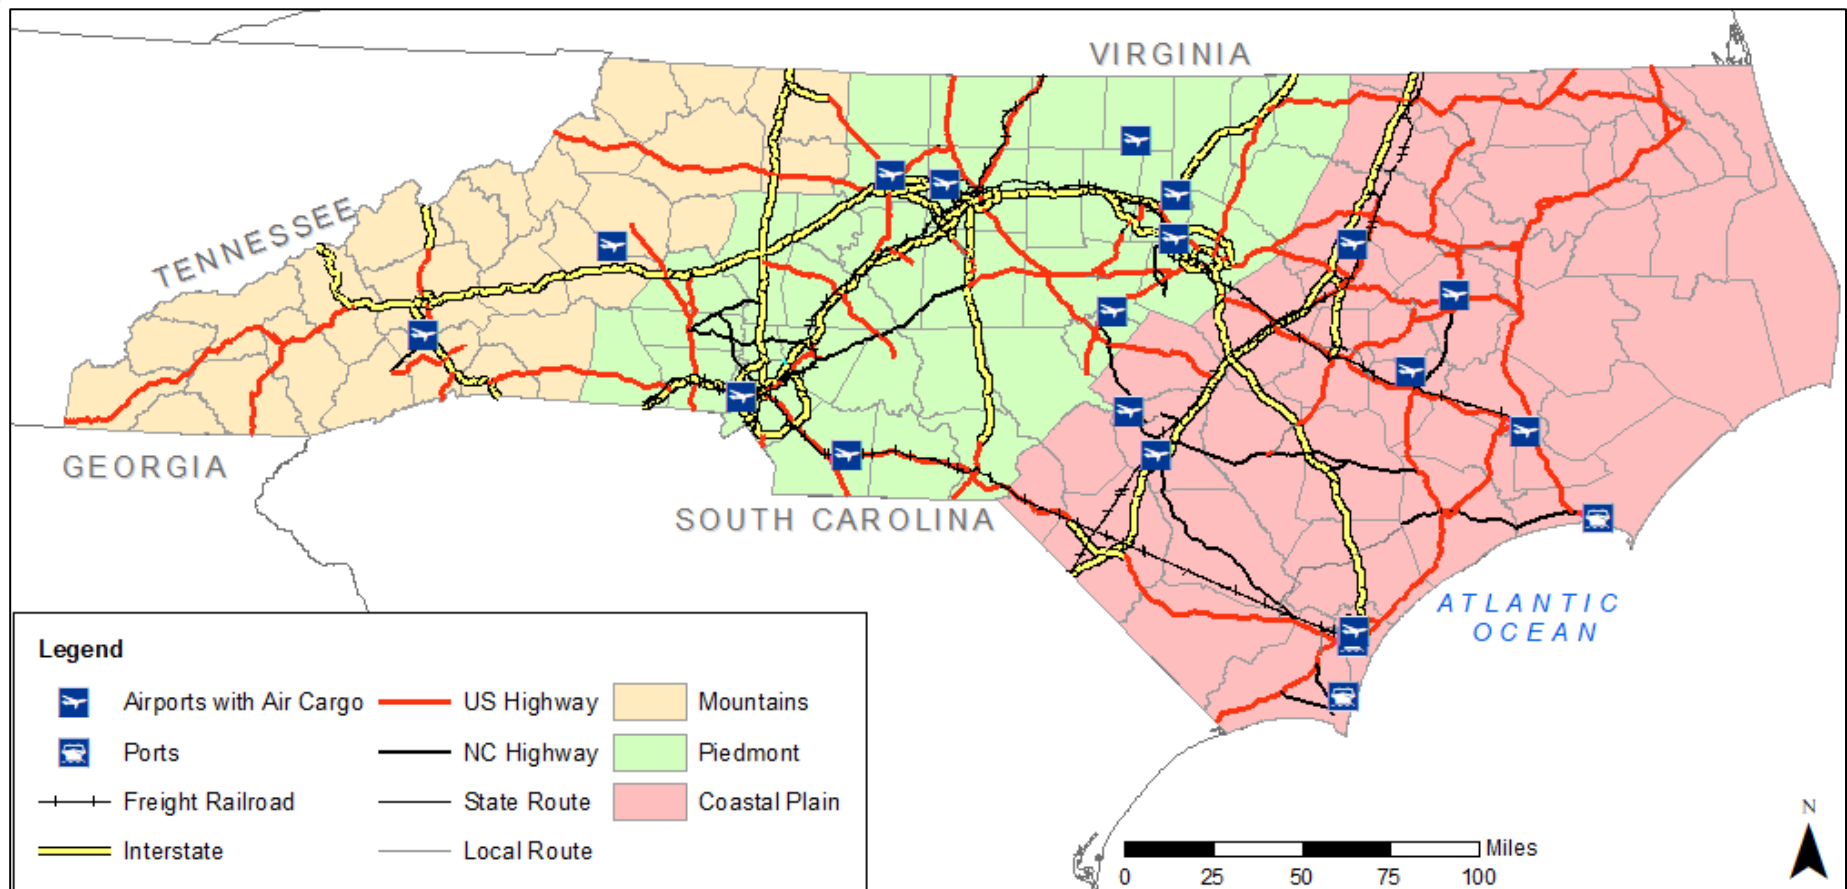 VIRGINIA
TENNESSEE
GEORGIA
SOUTH CAROLINA
ATLANTIC
OCEAN
Legend
Airports with Air Cargo
US Highway
Mountains
Ports
NC Highway
Piedmont
Freight Railroad
State Route
Coastal Plain
Interstate
Local Route
N
Miles
0 25 50 75 100